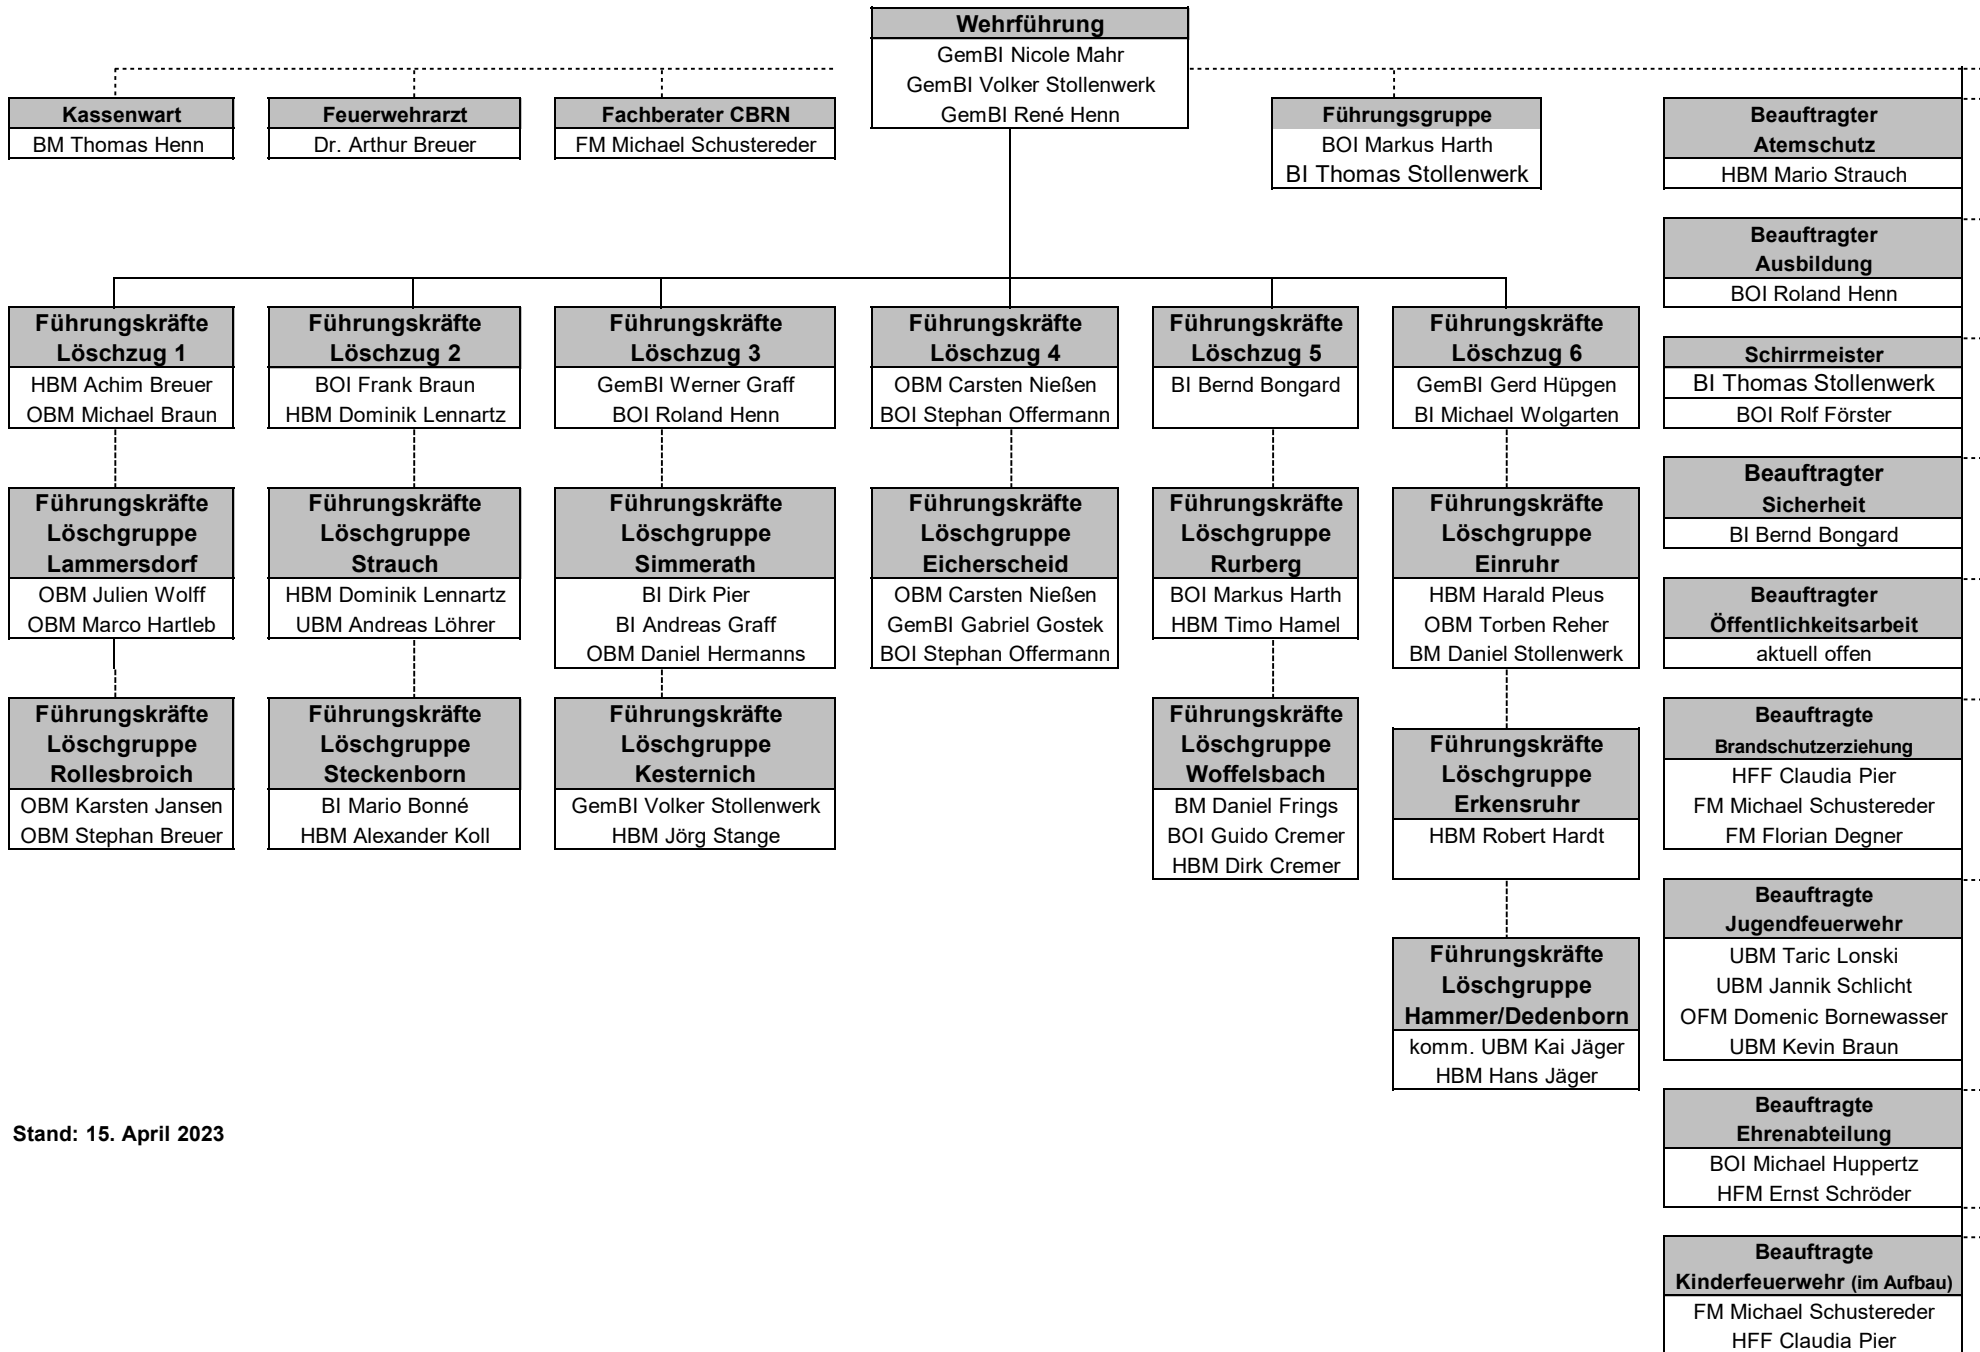 Wehrführung
GemBI Nicole Mahr
GemBI Volker Stollenwerk
GemBI René Henn
Kassenwart
BM Thomas Henn
Feuerwehrarzt
Dr. Arthur Breuer
Fachberater CBRN
FM Michael Schustereder
Führungsgruppe
BOI Markus Harth
BI Thomas Stollenwerk
Führungskräfte
Löschzug 1
HBM Achim Breuer
OBM Michael Braun
Führungskräfte
Löschgruppe
Lammersdorf
OBM Julien Wolff
OBM Marco Hartleb
Führungskräfte
Löschgruppe
Rollesbroich
OBM Karsten Jansen
OBM Stephan Breuer
Führungskräfte
Löschzug 2
BOI Frank Braun
HBM Dominik Lennartz
Führungskräfte
Löschgruppe
Strauch
HBM Dominik Lennartz
UBM Andreas Löhrer
Führungskräfte
Löschgruppe
Steckenborn
BI Mario Bonné
HBM Alexander Koll
Führungskräfte
Löschzug 3
GemBI Werner Graff
BOI Roland Henn
Führungskräfte
Löschgruppe
Simmerath
BI Dirk Pier
BI Andreas Graff
OBM Daniel Hermanns
Führungskräfte
Löschgruppe
Kesternich
GemBI Volker Stollenwerk
HBM Jörg Stange
Führungskräfte
Löschzug 4
OBM Carsten Nießen
BOI Stephan Offermann
Führungskräfte
Löschgruppe
Eicherscheid
OBM Carsten Nießen
GemBI Gabriel Gostek
BOI Stephan Offermann
Führungskräfte
Löschzug 5
BI Bernd Bongard
Führungskräfte
Löschgruppe
Rurberg
BOI Markus Harth
HBM Timo Hamel
Führungskräfte
Löschgruppe
Woffelsbach
BM Daniel Frings
BOI Guido Cremer
HBM Dirk Cremer
Führungskräfte
Löschzug 6
GemBI Gerd Hüpgen
BI Michael Wolgarten
Führungskräfte
Löschgruppe
Einruhr
HBM Harald Pleus
OBM Torben Reher
BM Daniel Stollenwerk
Führungskräfte
Löschgruppe
Erkensruhr
HBM Robert Hardt
Führungskräfte
Löschgruppe
Hammer/Dedenborn
komm. UBM Kai Jäger
HBM Hans Jäger
Beauftragter
Atemschutz
HBM Mario Strauch
Beauftragter
Ausbildung
BOI Roland Henn
Schirrmeister
BI Thomas Stollenwerk
BOI Rolf Förster
Beauftragter
Sicherheit
BI Bernd Bongard
Beauftragter
Öffentlichkeitsarbeit
aktuell offen
Beauftragte
Brandschutzerziehung
HFF Claudia Pier
FM Michael Schustereder
FM Florian Degner
Beauftragte
Jugendfeuerwehr
UBM Taric Lonski
UBM Jannik Schlicht
OFM Domenic Bornewasser
UBM Kevin Braun
Beauftragte
Ehrenabteilung
BOI Michael Huppertz
HFM Ernst Schröder
Beauftragte
Kinderfeuerwehr (im Aufbau)
FM Michael Schustereder
HFF Claudia Pier
Stand: 15. April 2023